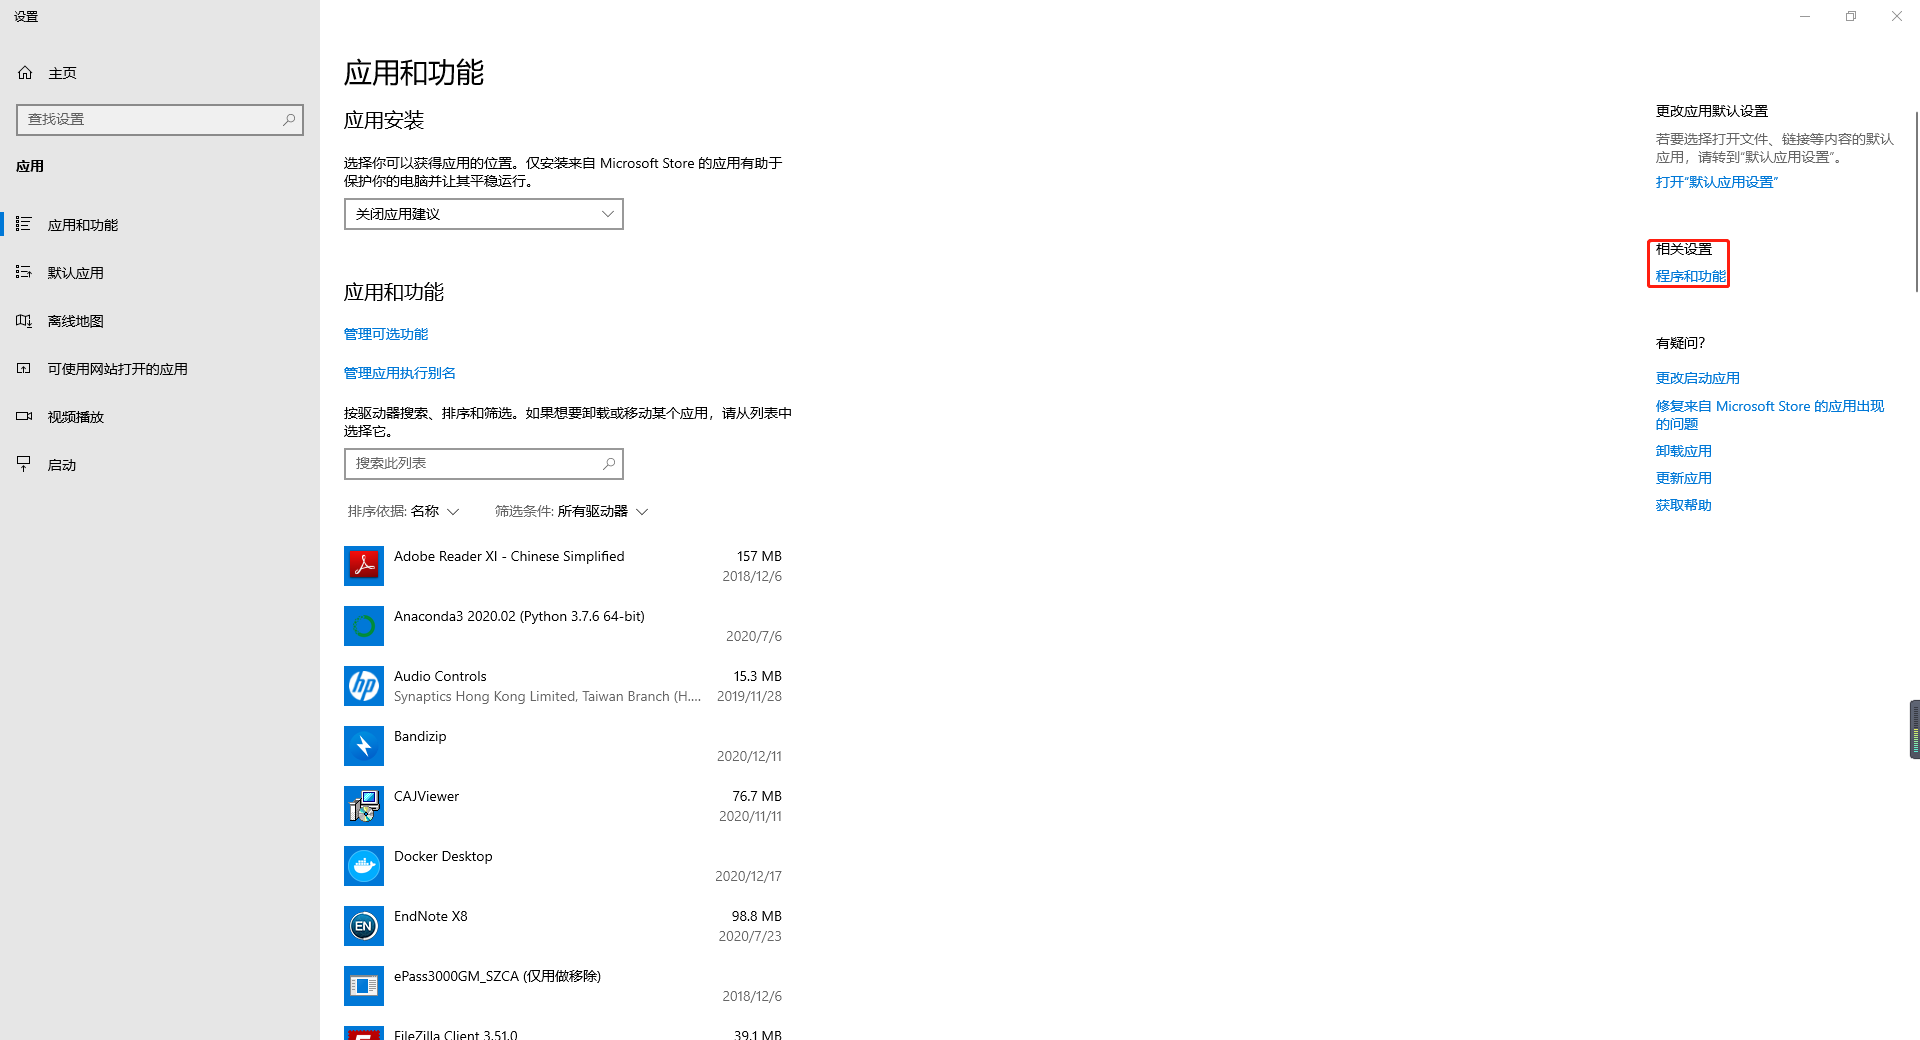 设置
主页
查找设置
应用
应用和功能
默认应用
离线地图
可使用网站打开的应用
视频播放
启动
应用和功能
应用安装
选择你可以获得应用的位置。仅安装来自 Microsoft Store 的应用有助于
保护你的电脑并让其平稳运行。
关闭应用建议
应用和功能
管理可选功能
管理应用执行别名
按驱动器搜索、排序和筛选。如果想要卸载或移动某个应用，请从列表中
选择它。
搜索此列表
排序依据: 名称 筛选条件: 所有驱动器
Adobe Reader XI - Chinese Simplified 157 MB
2018/12/6
Anaconda3 2020.02 (Python 3.7.6 64-bit)
2020/7/6
hp
Audio Controls 15.3 MB
Synaptics Hong Kong Limited, Taiwan Branch (H.... 2019/11/28
Bandizip
2020/12/11
CAJViewer 76.7 MB
2020/11/11
Docker Desktop
2020/12/17
EN
EndNote X8 98.8 MB
2020/7/23
ePass3000GM_SZCA (仅用做移除)
2018/12/6
FileZilla Client 3.51.0 39.1 MB
更改应用默认设置
若要选择打开文件、链接等内容的默认
应用，请转到“默认应用设置”。
打开“默认应用设置”
相关设置
程序和功能
有疑问?
更改启动应用
修复来自 Microsoft Store 的应用出现
的问题
卸载应用
更新应用
获取帮助